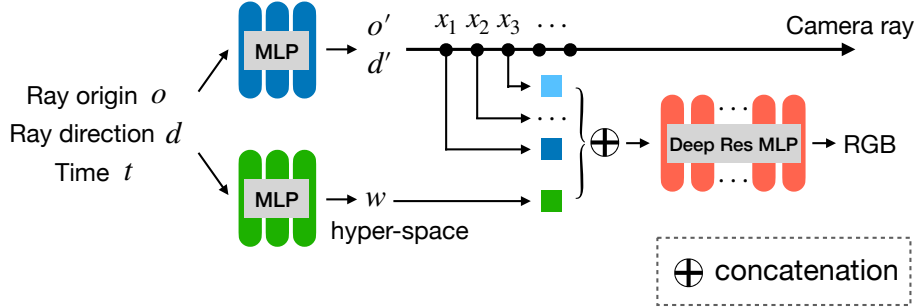 Ray origin o
Ray direction d
Time t
MLP
MLP
o′
d′
w
hyper-space
x₁ x₂ x₃ ...
Camera ray
...
...
Deep Res MLP
...
RGB
⊕ concatenation